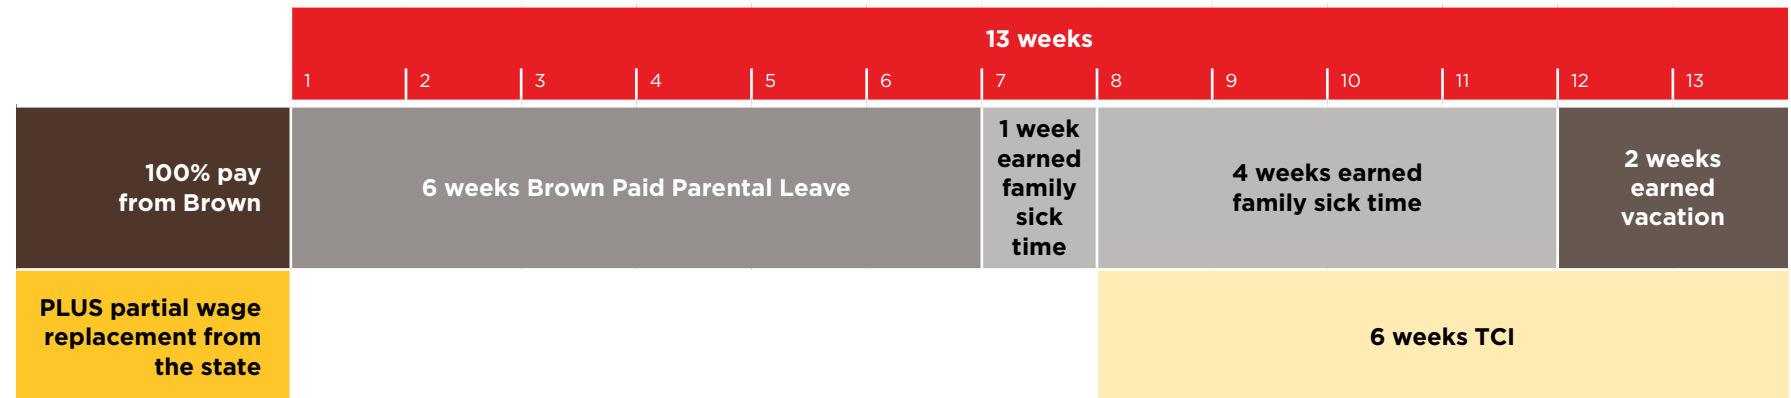 13 weeks
1 2 3 4 5 6 7 8 9 10 11 12 13
100% pay
from Brown
6 weeks Brown Paid Parental Leave
1 week
earned
family
sick
time
4 weeks earned
family sick time
2 weeks
earned
vacation
PLUS partial wage
replacement from
the state
6 weeks TCI